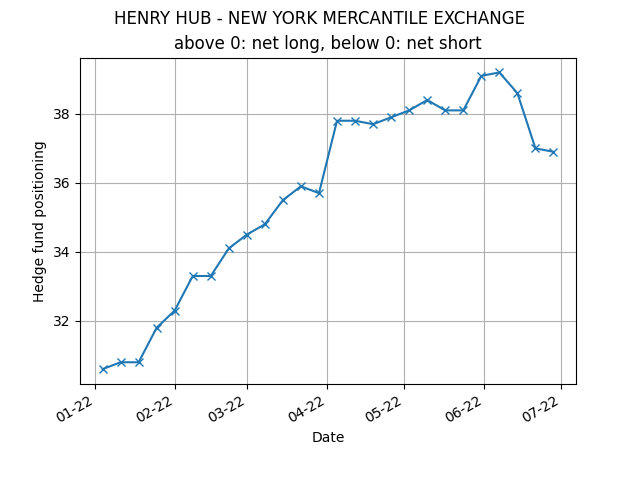 HENRY HUB - NEW YORK MERCANTILE EXCHANGE
above 0: net long, below 0: net short
Hedge fund positioning
38
36
34
32
01-22
02-22
03-22
04-22
05-22
06-22
07-22
Date